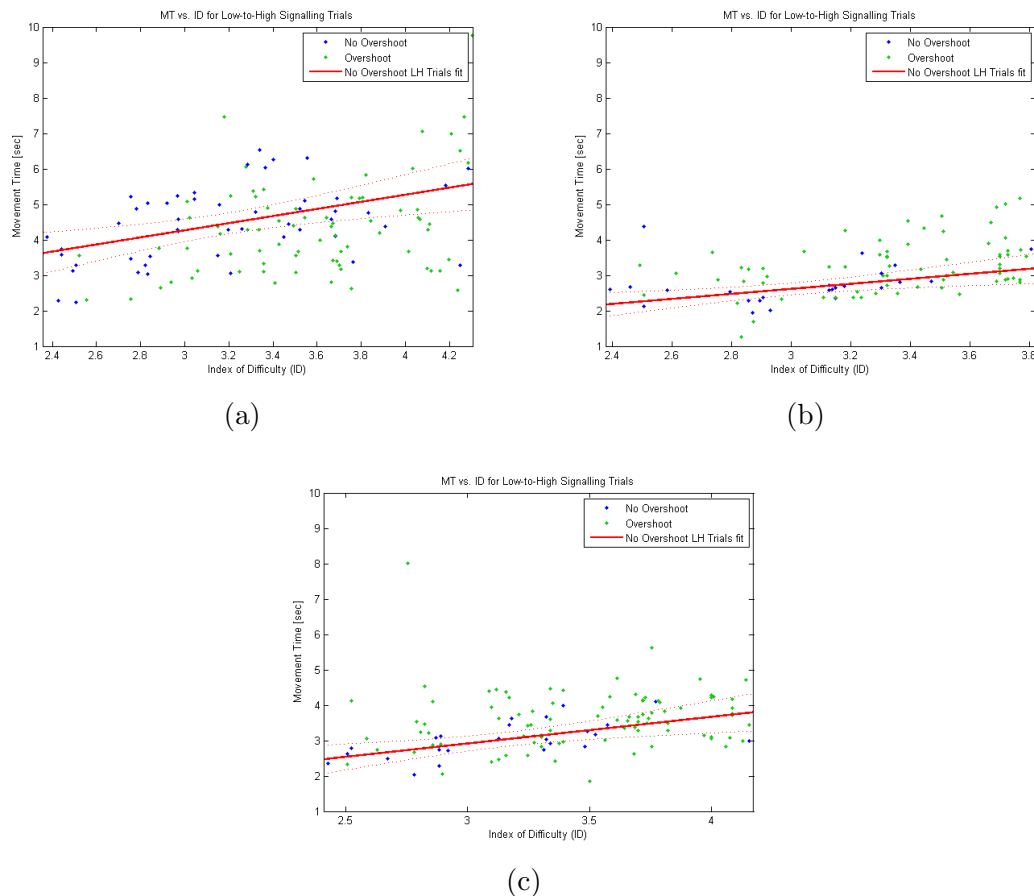 MT vs. ID for Low-to-High Signalling Trials
10
9
8
7
6
5
4
3
2
1
Movement Time [sec]
No Overshoot
Overshoot
No Overshoot LH Trials fit
2.4 2.6 2.8 3 3.2 3.4 3.6 3.8 4 4.2
Index of Difficulty (ID)
(a)
MT vs. ID for Low-to-High Signalling Trials
10
9
8
7
6
5
4
3
2
1
Movement Time [sec]
No Overshoot
Overshoot
No Overshoot LH Trials fit
2.4 2.6 2.8 3 3.2 3.4 3.6 3.8
Index of Difficulty (ID)
(b)
MT vs. ID for Low-to-High Signalling Trials
10
9
8
7
6
5
4
3
2
1
Movement Time [sec]
No Overshoot
Overshoot
No Overshoot LH Trials fit
2.5 3 3.5 4
Index of Difficulty (ID)
(c)